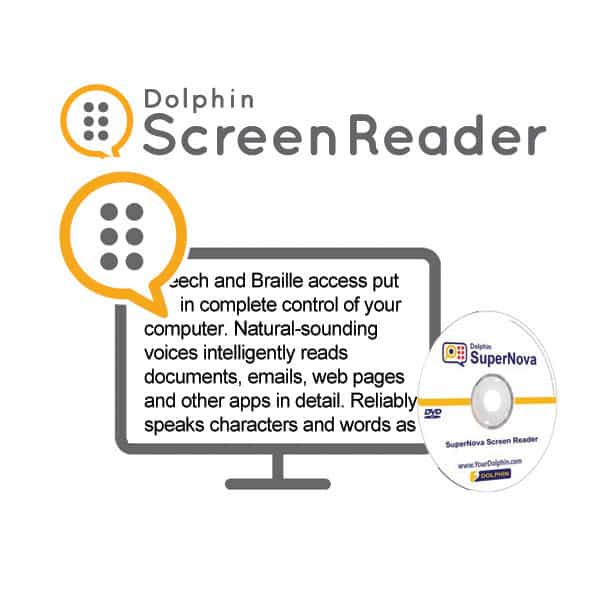 Dolphin
Screen Reader
eech and Braille access put
in complete control of your
computer. Natural-sounding
voices intelligently reads
documents, emails, web pages
and other apps in detail. Reliably
speaks characters and words as
Dolphin
SuperNova
DVD
SuperNova Screen Reader
www.YourDolphin.com
DOLPHIN